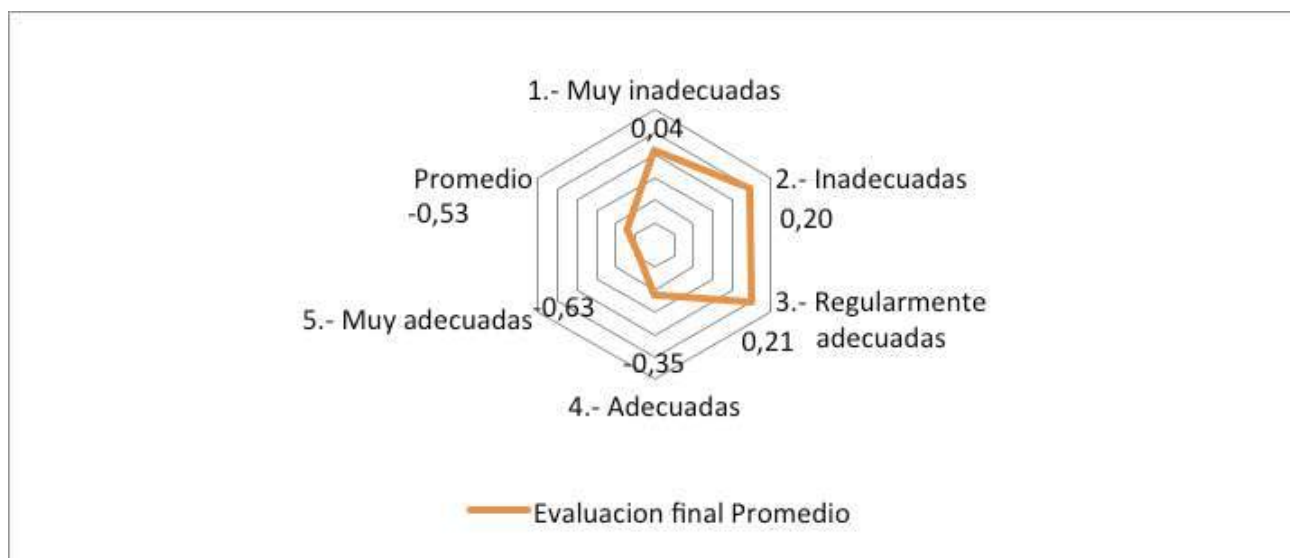 1.- Muy inadecuadas
0,04
Promedio
-0,53
2.- Inadecuadas
0,20
5.- Muy adecuadas
-0,63
3.- Regularmente
adecuadas
0,21
-0,35
4.- Adecuadas
Evaluacion final Promedio